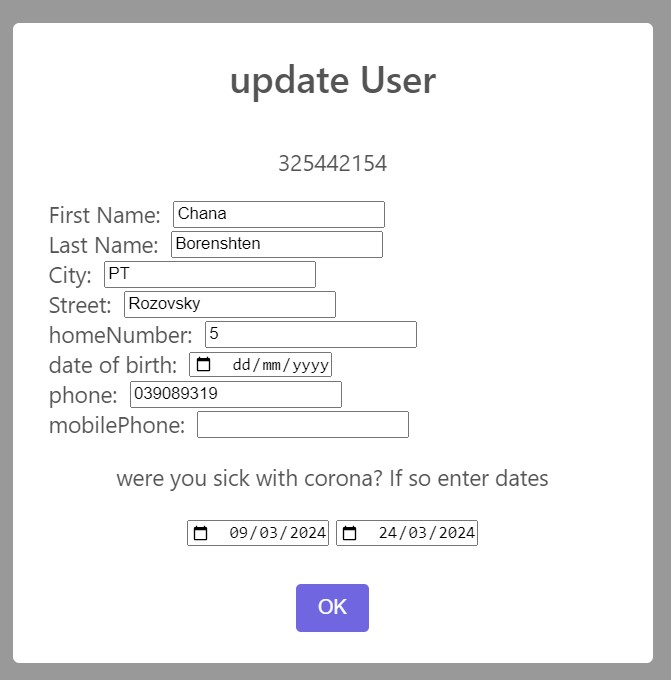 update User
325442154
First Name: Chana
Last Name: Borenshten
City: PT
Street: Rozovsky
homeNumber: 5
date of birth: dd/mm/yyyy
phone: 039089319
mobilePhone:
were you sick with corona? If so enter dates
09/03/2024 24/03/2024
OK